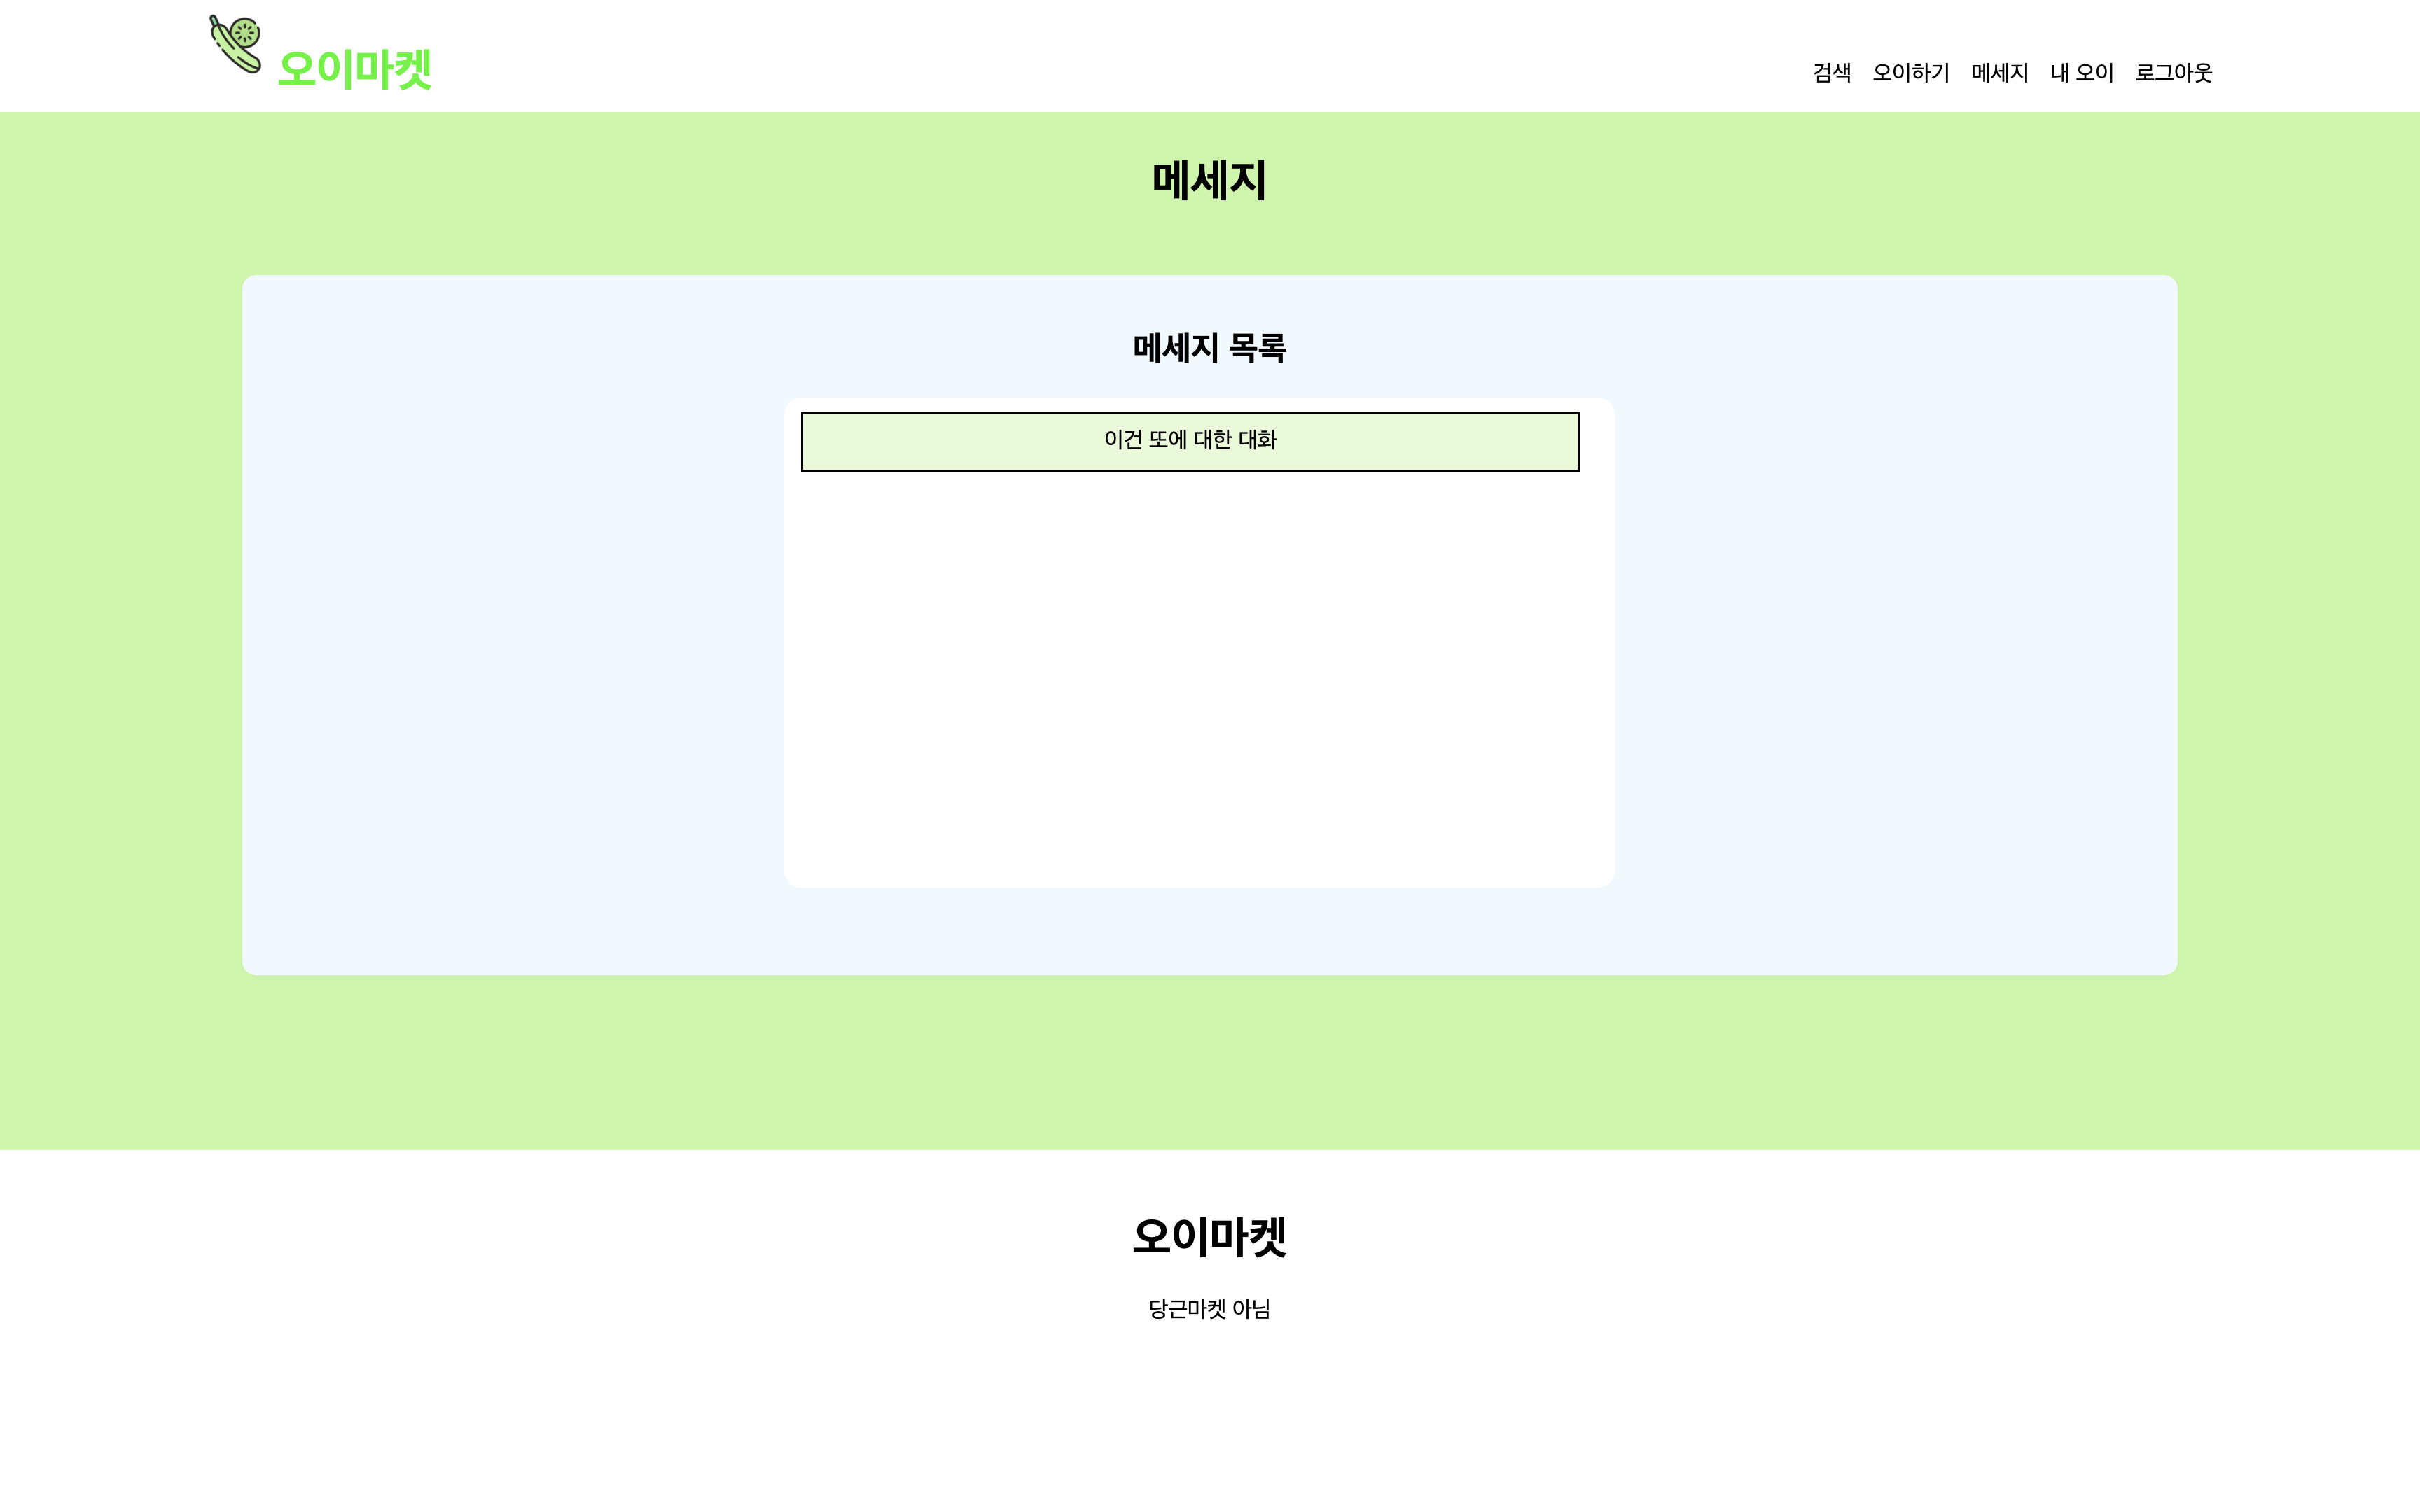 오이마켓
검색 오이하기 메세지 내 오이 로그아웃
메세지
메세지 목록
이건 또에 대한 대화
오이마켓
당근마켓 아님